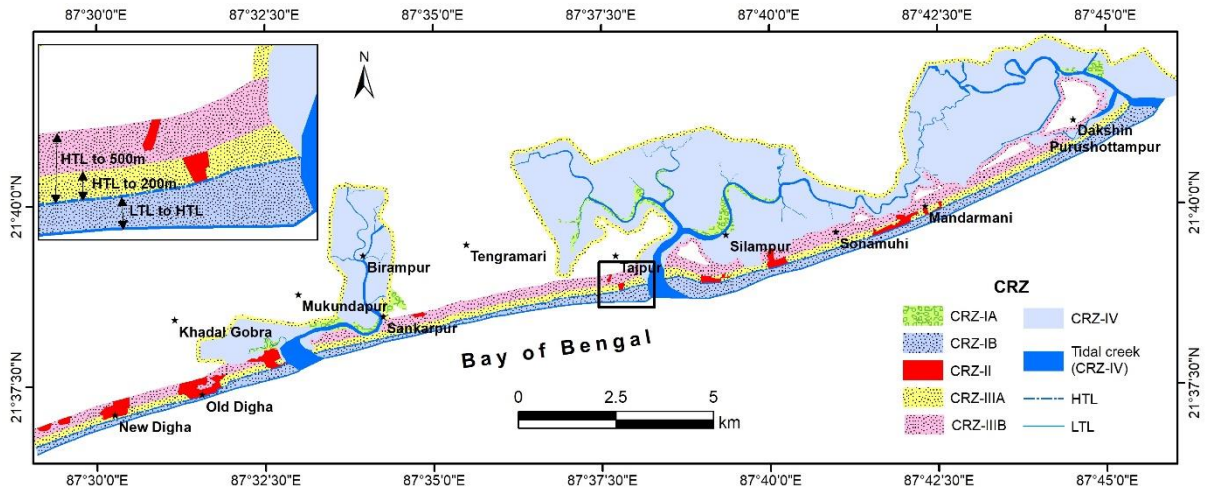 87°30'0"E 87°32'30"E 87°35'0"E 87°37'30"E 87°40'0"E 87°42'30"E 87°45'0"E
N
HTL to 500m
HTL to 200m
LTL to HTL
21°40'0"N
21°40'0"N
21°37'30"N
21°37'30"N
Dakshin
Purushottampur
Mandarmani
Sonamuhi
Silampur
Tajpur
Tengramari
Birampur
Mukundapur
Sankarpur
Khadal Gobra
Old Digha
New Digha
Bay of Bengal
0 2.5 5
km
CRZ
CRZ-IA
CRZ-IB
CRZ-II
CRZ-IIIA
CRZ-IIIB
CRZ-IV
Tidal creek
(CRZ-IV)
HTL
LTL
87°30'0"E 87°32'30"E 87°35'0"E 87°37'30"E 87°40'0"E 87°42'30"E 87°45'0"E